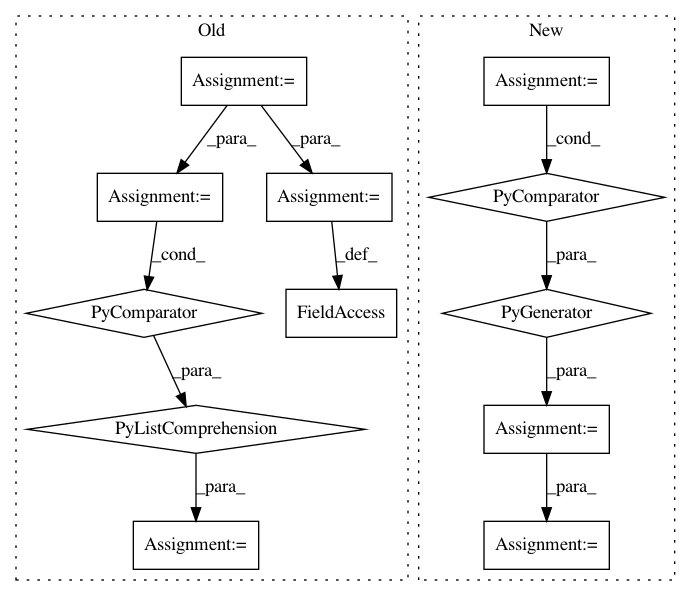 Old
New
Assignment:=
Assignment:=
_para_
_para_
_cond_
Assignment:=
Assignment:=
PyComparator
_cond_
_def_
_para_
PyComparator
FieldAccess
PyGenerator
_para_
_para_
PyListComprehension
Assignment:=
_para_
_para_
Assignment:=
Assignment:=